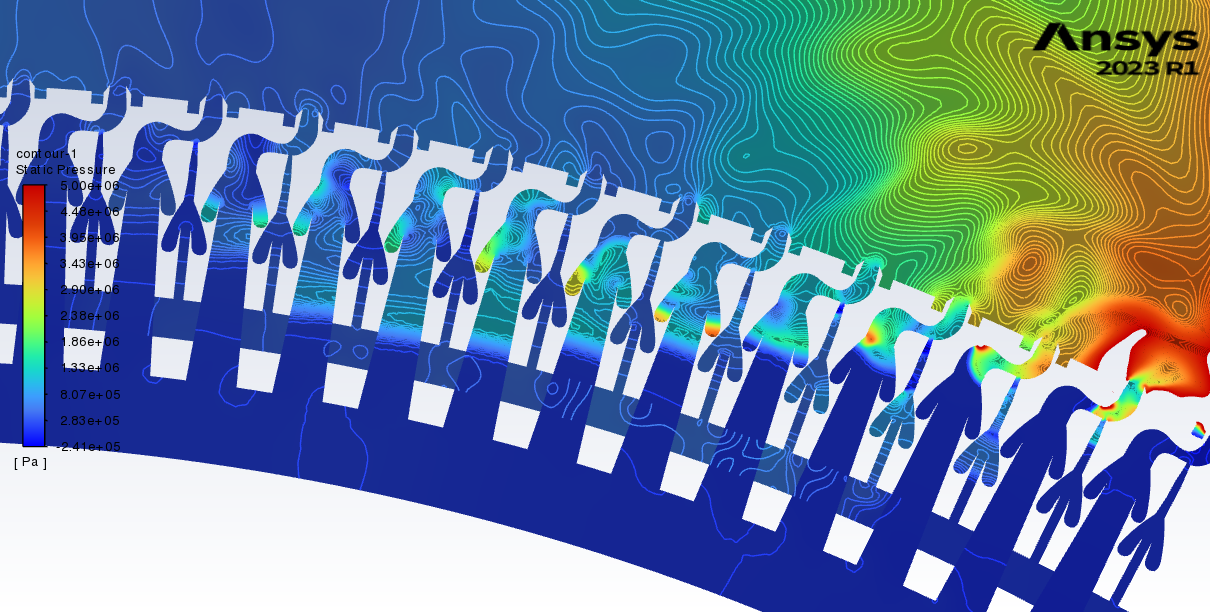 Ansys
2023 R1
contour-1
Static Pressure
5.00e+06
4.48e+06
3.95e+06
3.43e+06
2.90e+06
2.38e+06
1.86e+06
1.33e+06
8.07e+05
2.83e+05
-2.41e+05
[ Pa ]